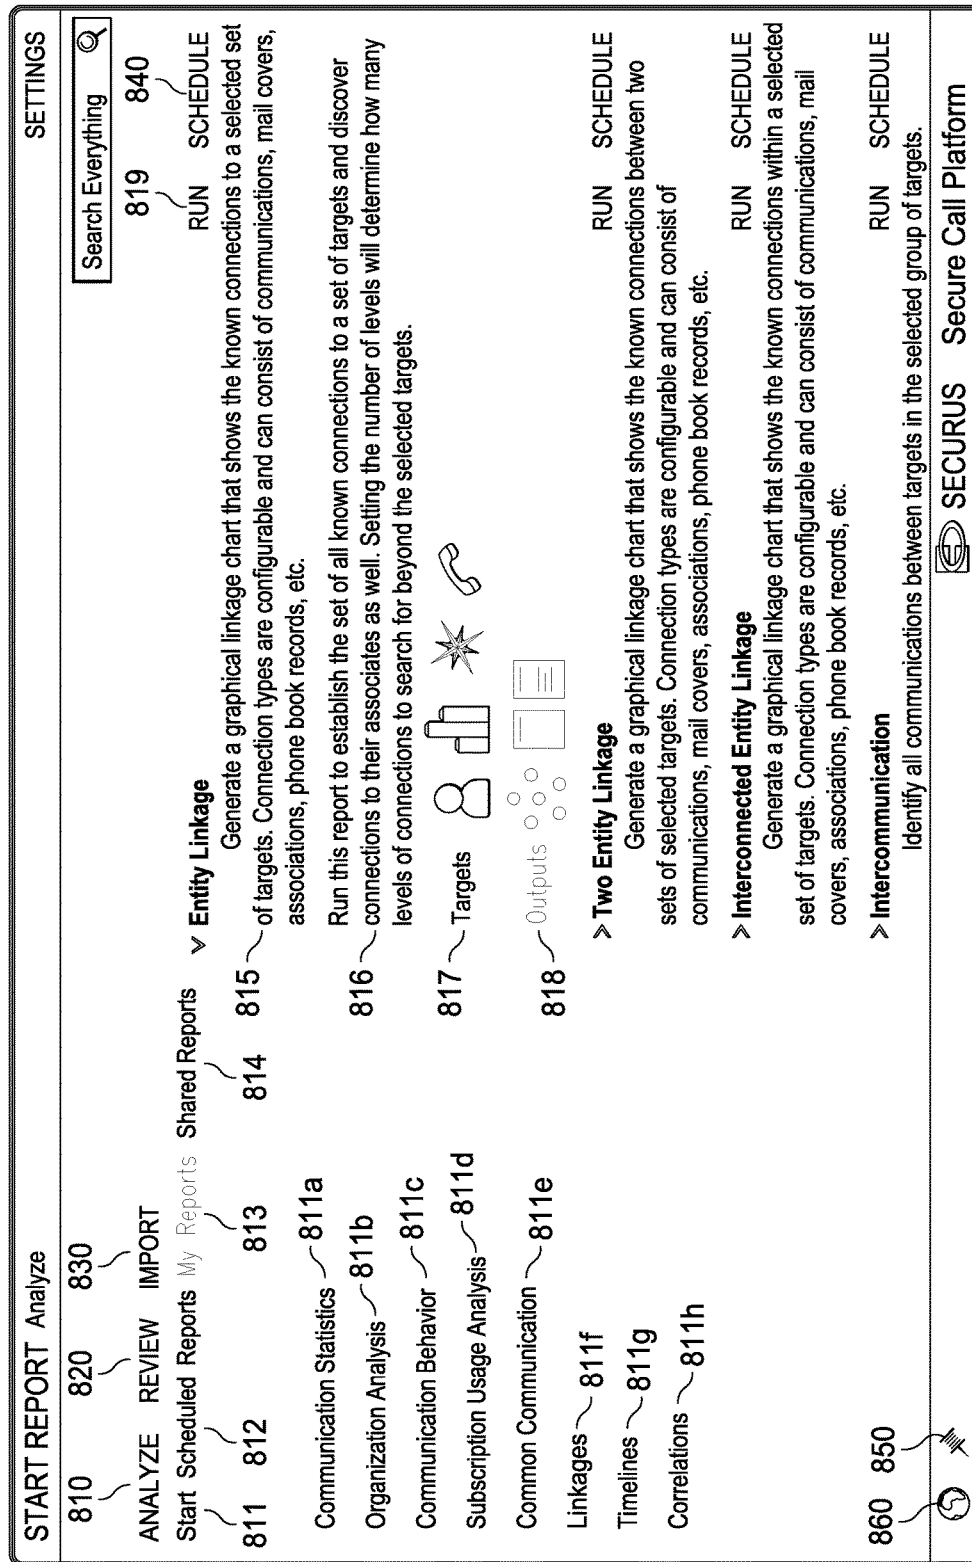 START REPORT Analyze
SETTINGS
810
820
830
ANALYZE REVIEW IMPORT
Search Everything
Start Scheduled Reports My Reports Shared Reports
811
812
813
814
819
840
Communication Statistics 811a
Organization Analysis 811b
Communication Behavior 811c
Subscription Usage Analysis 811d
Common Communication 811e
Linkages 811f
Timelines 811g
Correlations 811h
Entity Linkage
RUN SCHEDULE
Generate a graphical linkage chart that shows the known connections to a selected set
815 of targets. Connection types are configurable and can consist of communications, mail covers,
associations, phone book records, etc.
Run this report to establish the set of all known connections to a set of targets and discover
816 connections to their associates as well. Setting the number of levels will determine how many
levels of connections to search for beyond the selected targets.
817 Targets
818 Outputs
> Two Entity Linkage
RUN SCHEDULE
Generate a graphical linkage chart that shows the known connections between two
sets of selected targets. Connection types are configurable and can consist of
communications, mail covers, associations, phone book records, etc.
> Interconnected Entity Linkage
RUN SCHEDULE
Generate a graphical linkage chart that shows the known connections within a selected
set of targets. Connection types are configurable and can consist of communications, mail
covers, associations, phone book records, etc.
> Intercommunication
RUN SCHEDULE
Identify all communications between targets in the selected group of targets.
860
850
SECURUS Secure Call Platform